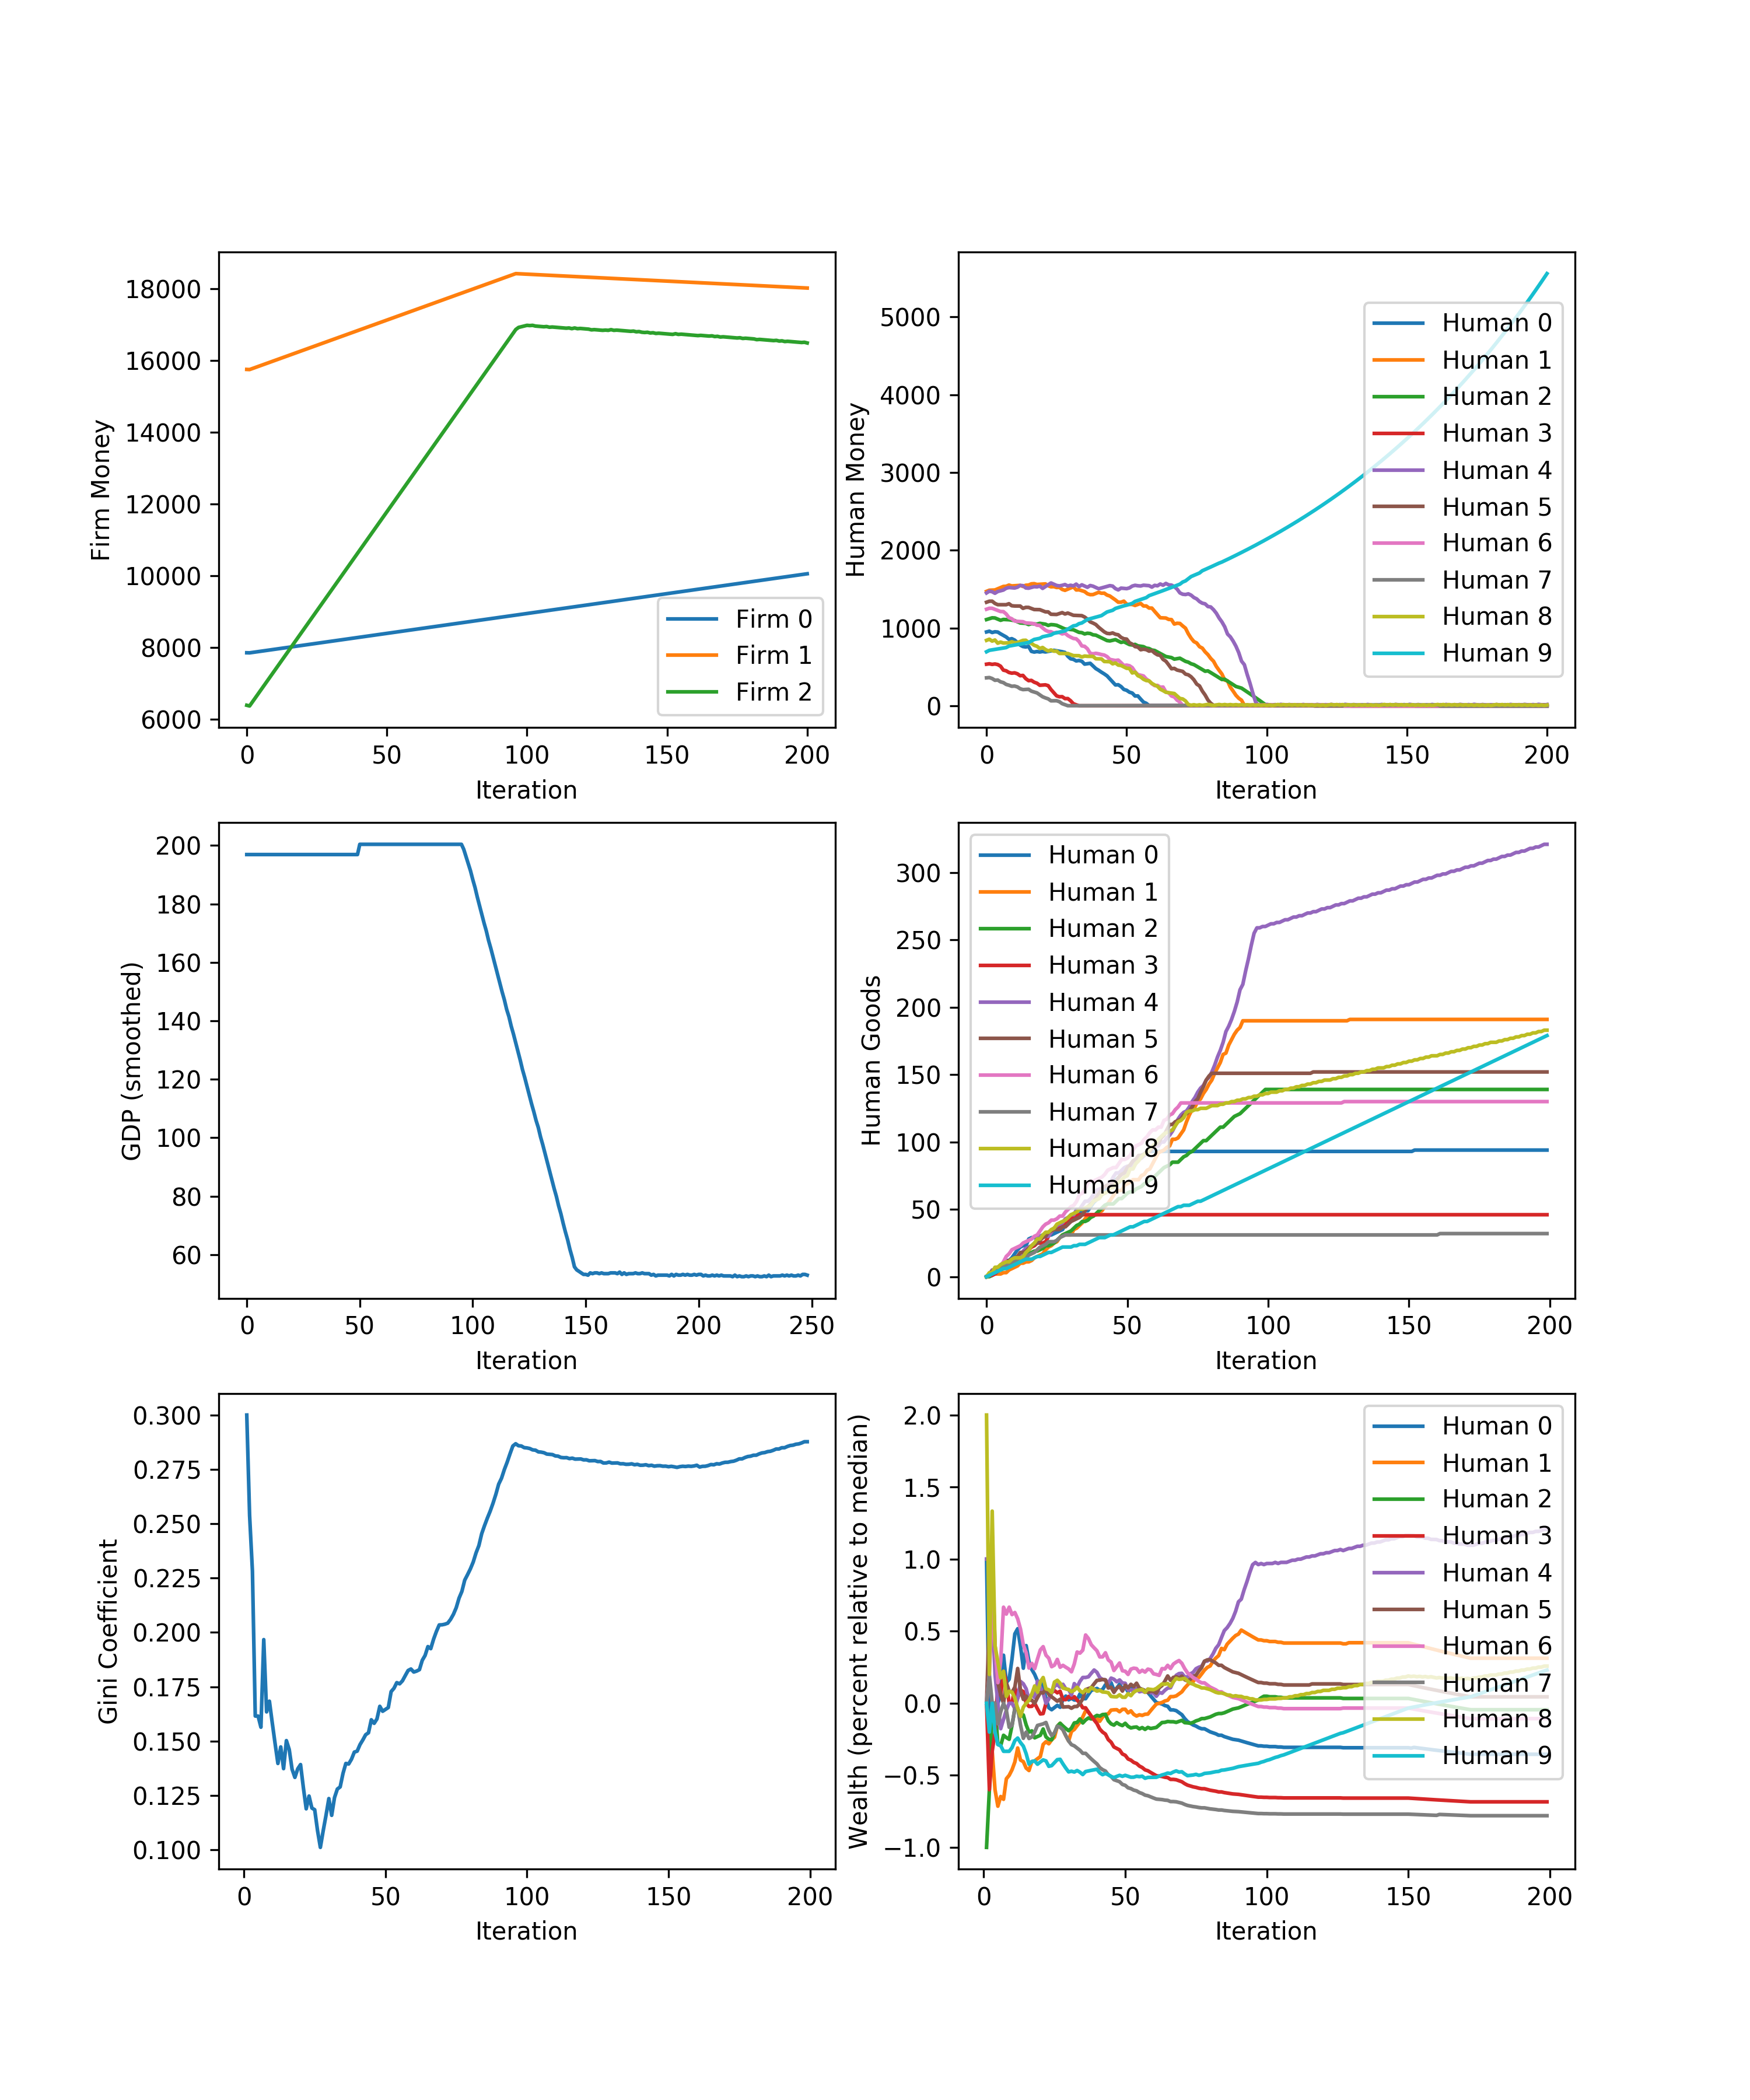 18000
16000
14000
12000
10000
8000
6000
Firm Money
0
50
100
150
200
Iteration
Firm 0
Firm 1
Firm 2
5000
4000
3000
2000
1000
0
Human Money
0
50
100
150
200
Iteration
Human 0
Human 1
Human 2
Human 3
Human 4
Human 5
Human 6
Human 7
Human 8
Human 9
200
180
160
140
120
100
80
60
GDP (smoothed)
0
50
100
150
200
250
Iteration
300
250
200
150
100
50
0
Human Goods
0
50
100
150
200
Iteration
Human 0
Human 1
Human 2
Human 3
Human 4
Human 5
Human 6
Human 7
Human 8
Human 9
0.300
0.275
0.250
0.225
0.200
0.175
0.150
0.125
0.100
Gini Coefficient
0
50
100
150
200
Iteration
2.0
1.5
1.0
0.5
0.0
−0.5
−1.0
Wealth (percent relative to median)
0
50
100
150
200
Iteration
Human 0
Human 1
Human 2
Human 3
Human 4
Human 5
Human 6
Human 7
Human 8
Human 9